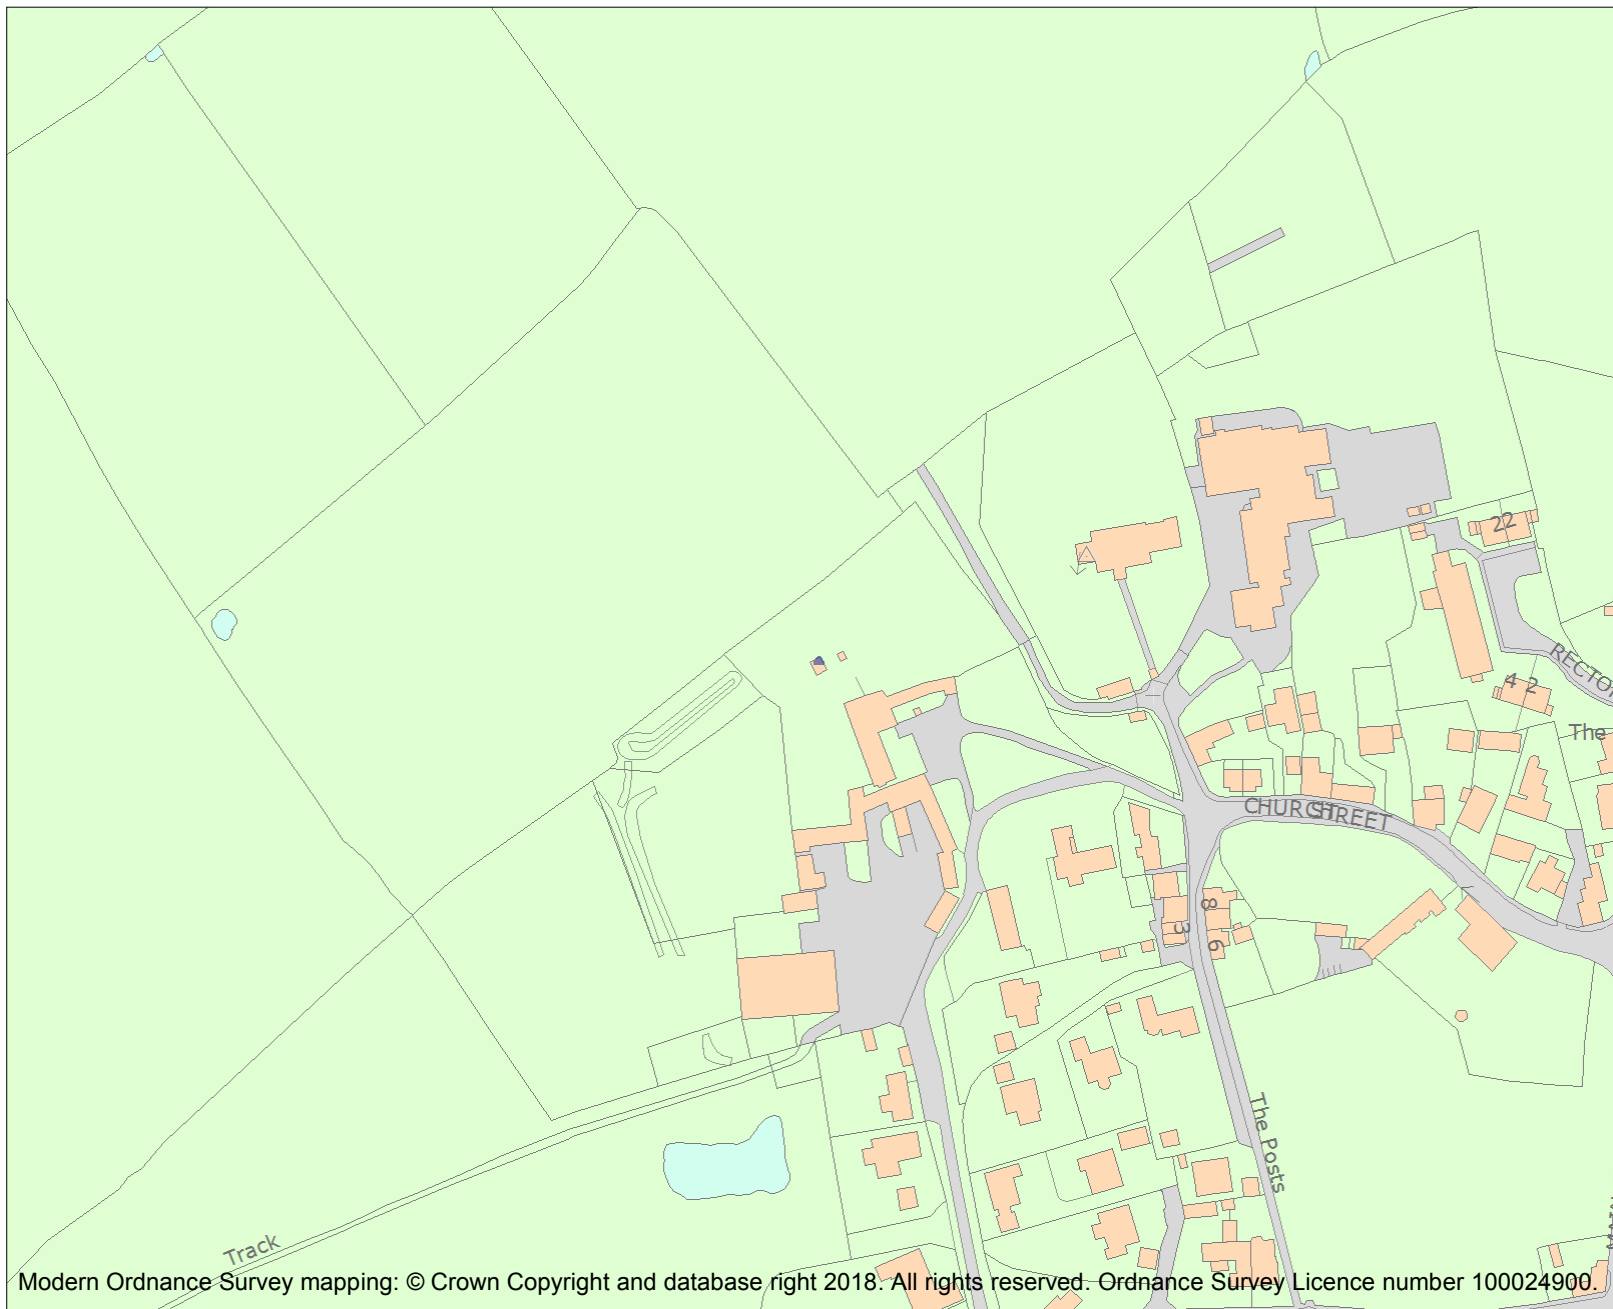 22
RECTO
4 2
The
CHURCH STREET
8
3
6
The Posts
Track
Modern Ordnance Survey mapping: © Crown Copyright and database right 2018. All rights reserved. Ordnance Survey Licence number 100024900.